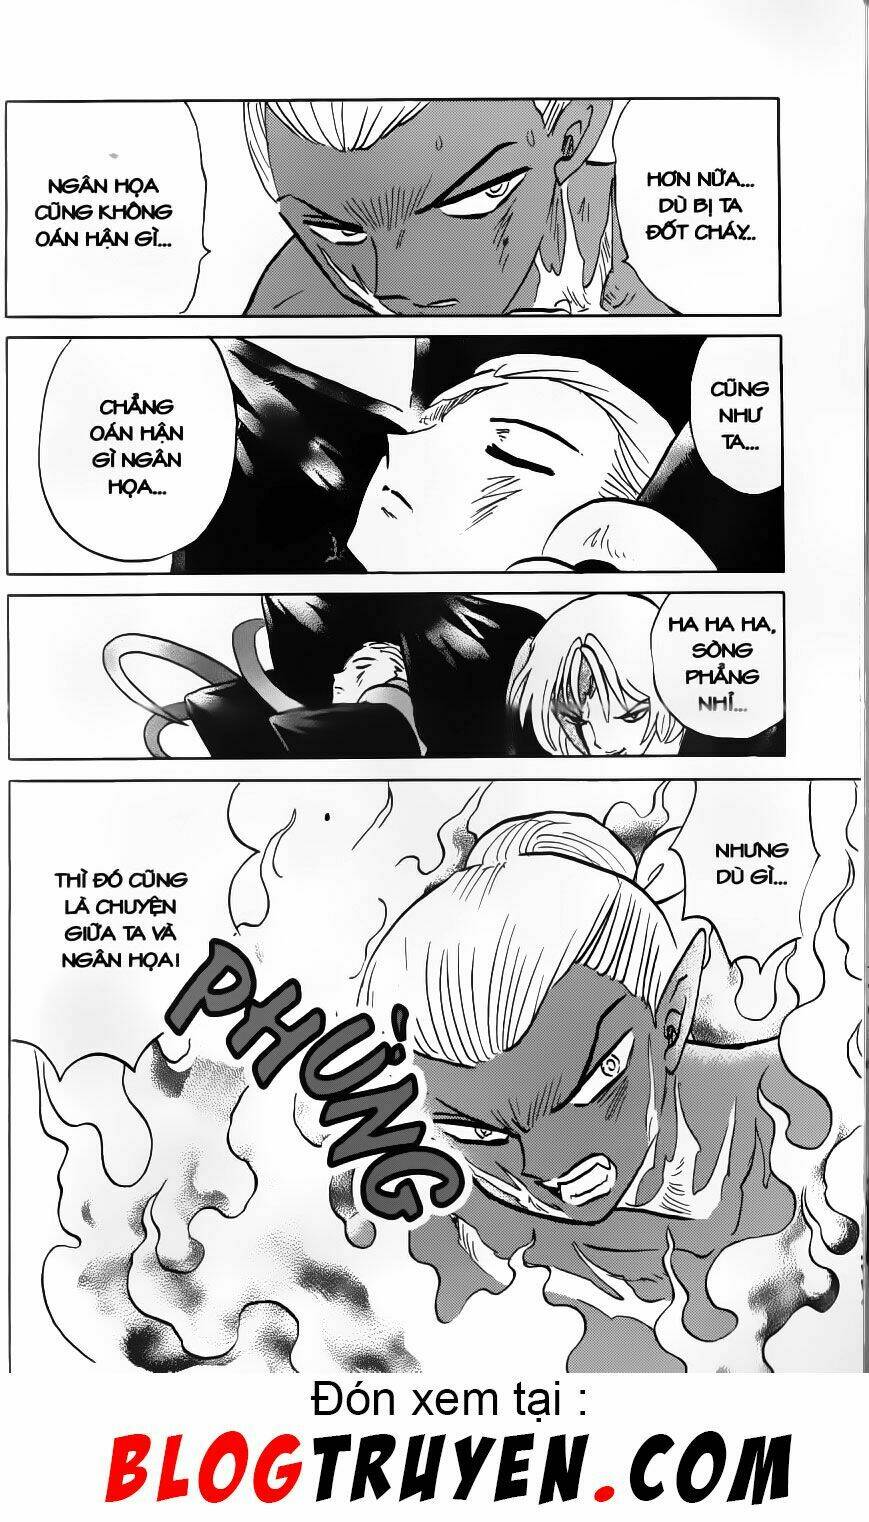 HƠN NỮA...
DÙ BỊ TA
ĐỐT CHÁY...
NGÂN HỌA
CŨNG KHÔNG
OÁN HẬN GÌ...
CŨNG
NHƯ
TA...
CHẲNG
OÁN HẬN
GÌ NGÂN
HỌA...
HA HA HA,
SÒNG
PHẲNG
NHỈ...
NHƯNG
DÙ GÌ...
THÌ ĐÓ CŨNG
LÀ CHUYỆN
GIỮA TA VÀ
NGÂN HỌA!
PHỪNG
Đón xem tại :
BLOGTRUYEN.COM